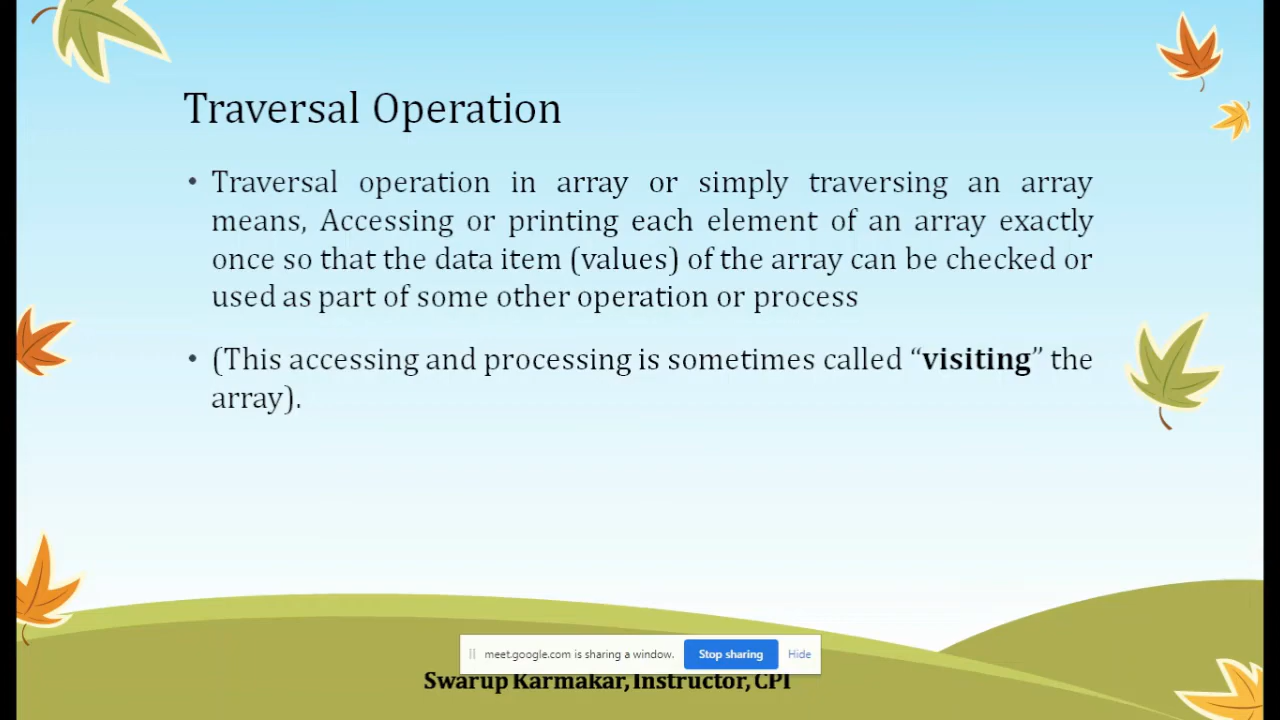 Traversal Operation
• Traversal operation in array or simply traversing an array
means, Accessing or printing each element of an array exactly
once so that the data item (values) of the array can be checked or
used as part of some other operation or process
• (This accessing and processing is sometimes called “visiting” the
array).
meet.google.com is sharing a window. Stop sharing Hide
Swarup Karmakar, Instructor, CPI